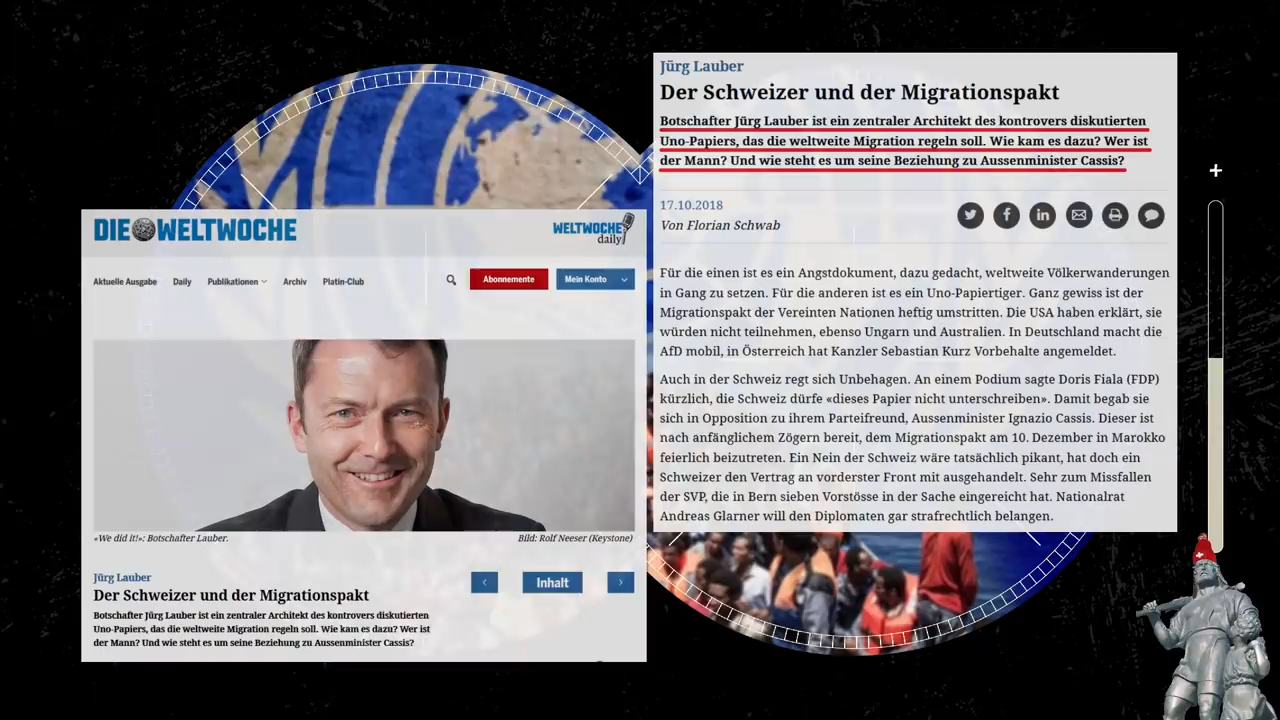 DIE WELTWOCHE
WELTWOCHE
daily
Aktuelle Ausgabe Daily Publikationen Archiv Platin-Club
Abonnemente
Mein Konto
«We did it!»: Botschafter Lauber.
Bild: Rolf Neeser (Keystone)
Jürg Lauber
Der Schweizer und der Migrationspakt
Botschafter Jürg Lauber ist ein zentraler Architekt des kontrovers diskutierten
Uno-Papiers, das die weltweite Migration regeln soll. Wie kam es dazu? Wer ist
der Mann? Und wie steht es um seine Beziehung zu Aussenminister Cassis?
Inhalt
Jürg Lauber
Der Schweizer und der Migrationspakt
Botschafter Jürg Lauber ist ein zentraler Architekt des kontrovers diskutierten
Uno-Papiers, das die weltweite Migration regeln soll. Wie kam es dazu? Wer ist
der Mann? Und wie steht es um seine Beziehung zu Aussenminister Cassis?
17.10.2018
Von Florian Schwab
Für die einen ist es ein Angstdokument, dazu gedacht, weltweite Völkerwanderungen
in Gang zu setzen. Für die anderen ist es ein Uno-Papiertiger. Ganz gewiss ist der
Migrationspakt der Vereinten Nationen heftig umstritten. Die USA haben erklärt, sie
würden nicht teilnehmen, ebenso Ungarn und Australien. In Deutschland macht die
AfD mobil, in Österreich hat Kanzler Sebastian Kurz Vorbehalte angemeldet.
Auch in der Schweiz regt sich Unbehagen. An einem Podium sagte Doris Fiala (FDP)
kürzlich, die Schweiz dürfe «dieses Papier nicht unterschreiben». Damit begab sie
sich in Opposition zu ihrem Parteifreund, Aussenminister Ignazio Cassis. Dieser ist
nach anfänglichem Zögern bereit, dem Migrationspakt am 10. Dezember in Marokko
feierlich beizutreten. Ein Nein der Schweiz wäre tatsächlich pikant, hat doch ein
Schweizer den Vertrag an vorderster Front mit ausgehandelt. Sehr zum Missfallen
der SVP, die in Bern sieben Vorstösse in der Sache eingereicht hat. Nationalrat
Andreas Glarner will den Diplomaten gar strafrechtlich belangen.
+